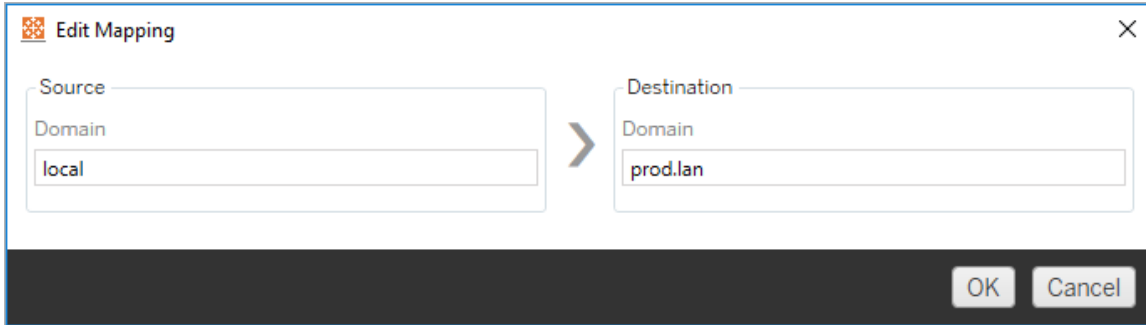 Edit Mapping
Source
Domain
local
Destination
Domain
prod.lan
OK
Cancel